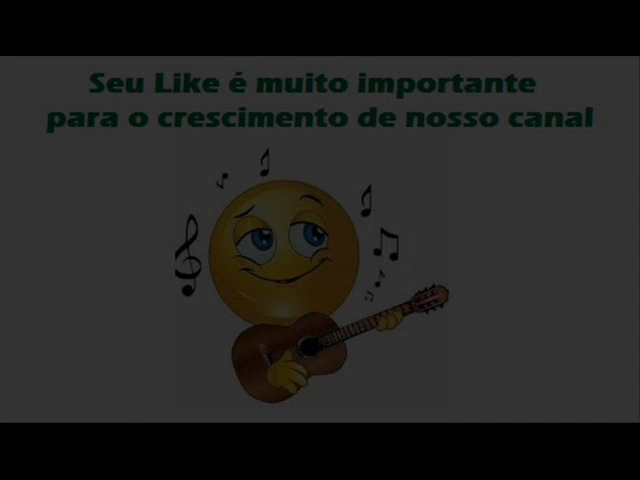 Seu Like é muito importante
para o crescimento de nosso canal